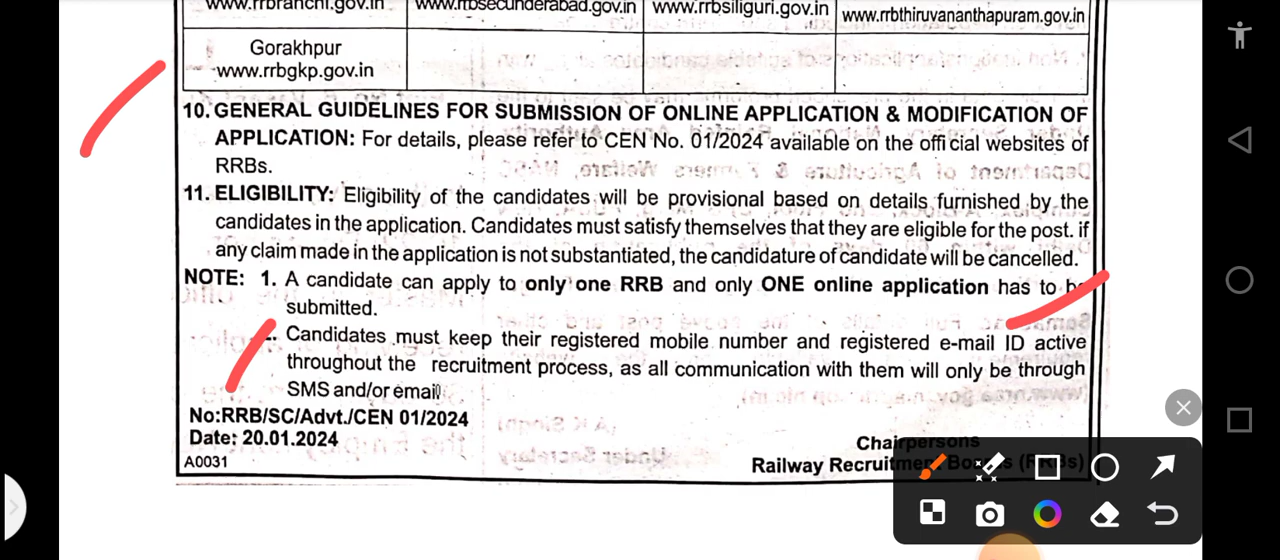 www.rrbranchi.gov.in www.rrbsecunderabad.gov.in www.rrbsiliguri.gov.in www.rrbthiruvananthapuram.gov.in
Gorakhpur
www.rrbgkp.gov.in
10. GENERAL GUIDELINES FOR SUBMISSION OF ONLINE APPLICATION & MODIFICATION OF
APPLICATION: For details, please refer to CEN No. 01/2024 available on the official websites of
RRBs.
11. ELIGIBILITY: Eligibility of the candidates will be provisional based on details furnished by the
candidates in the application. Candidates must satisfy themselves that they are eligible for the post. if
any claim made in the application is not substantiated, the candidature of candidate will be cancelled.
NOTE: 1. A candidate can apply to only one RRB and only ONE online application has to be
submitted.
Candidates must keep their registered mobile number and registered e-mail ID active
throughout the recruitment process, as all communication with them will only be through
SMS and/or email
No:RRB/SC/Advt./CEN 01/2024
Date: 20.01.2024
A0031
Chairpersons
Railway Recruitment Boards (RRBs)